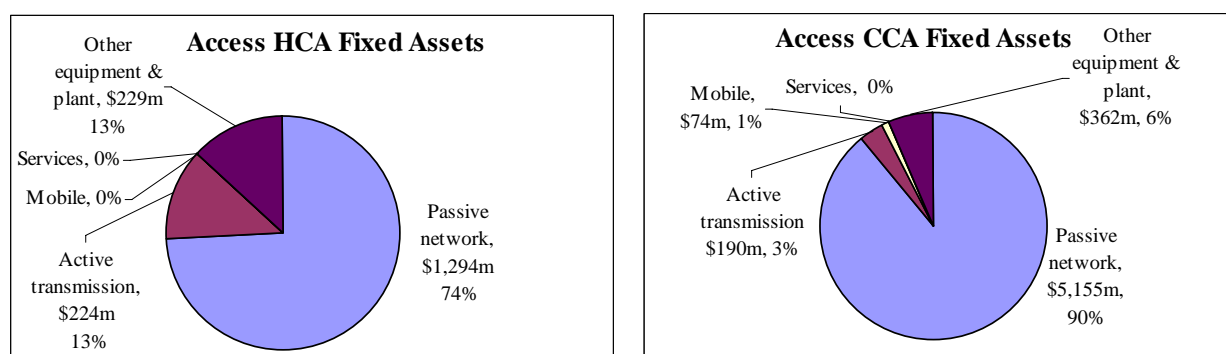 Access HCA Fixed Assets
Other
equipment &
plant, $229m
13%
Services, 0%
Mobile, 0%
Active
transmission,
$224m
13%
Passive
network,
$1,294m
74%
Access CCA Fixed Assets
Other
equipment &
plant,
$362m, 6%
Services, 0%
Mobile,
$74m, 1%
Active
transmission
$190m, 3%
Passive
network,
$5,155m,
90%